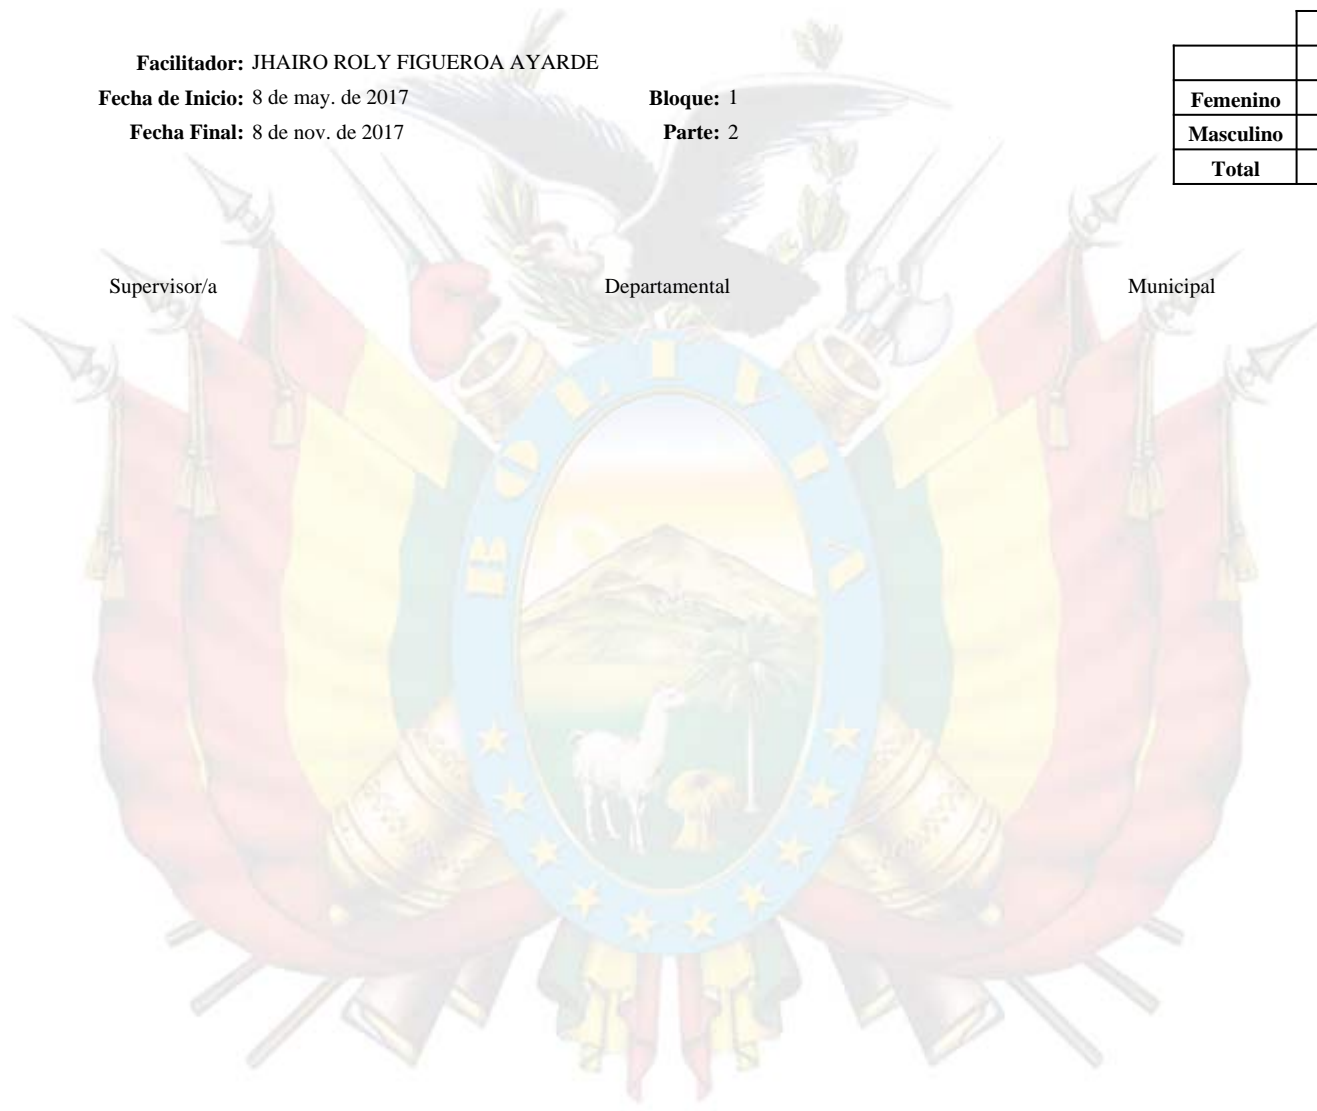 Facilitador: JHAIRO ROLY FIGUEROA AYARDE
Fecha de Inicio: 8 de may. de 2017 Bloque: 1
Fecha Final: 8 de nov. de 2017 Parte: 2
Femenino
Masculino
Total
Supervisor/a Departamental Municipal
BOLIVIA